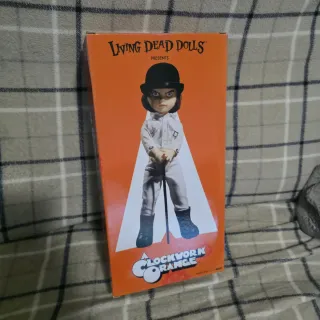 LIVING DEAD DOLLS
PRESENTS
A
CLOCKWORK
ORANGE